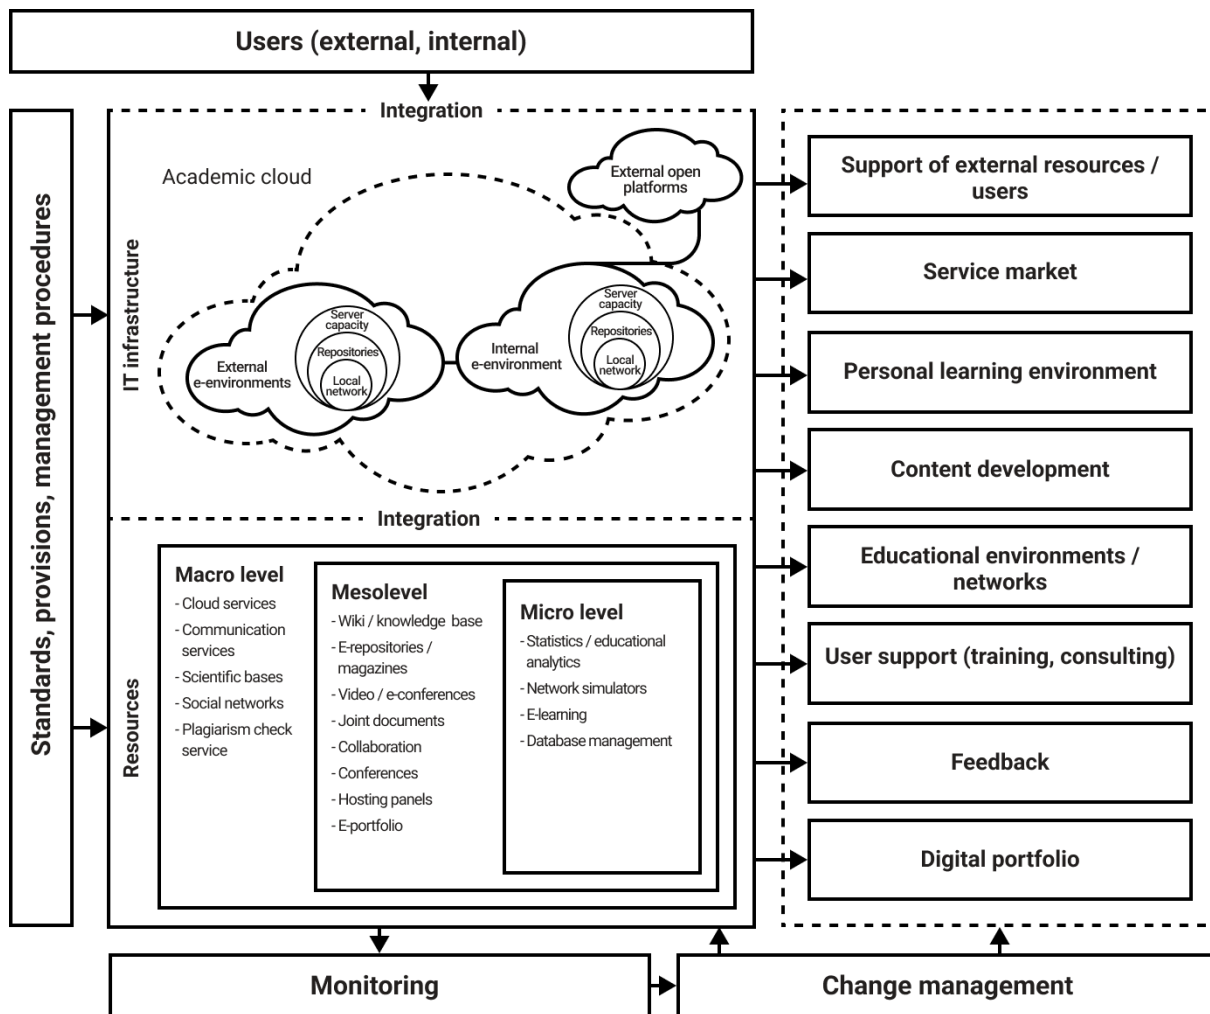 Users (external, internal)
Integration
Standards, provisions, management procedures
IT infrastructure
Academic cloud
External open
platforms
External
e-environments
Server
capacity
Repositories
Local
network
Internal
e-environment
Server
capacity
Repositories
Local
network
Integration
Resources
Macro level
- Cloud services
- Communication
services
- Scientific bases
- Social networks
- Plagiarism check
service
Mesolevel
- Wiki / knowledge base
- E-repositories /
magazines
- Video / e-conferences
- Joint documents
- Collaboration
- Conferences
- Hosting panels
- E-portfolio
Micro level
- Statistics / educational
analytics
- Network simulators
- E-learning
- Database management
Support of external resources /
users
Service market
Personal learning environment
Content development
Educational environments /
networks
User support (training, consulting)
Feedback
Digital portfolio
Monitoring
Change management